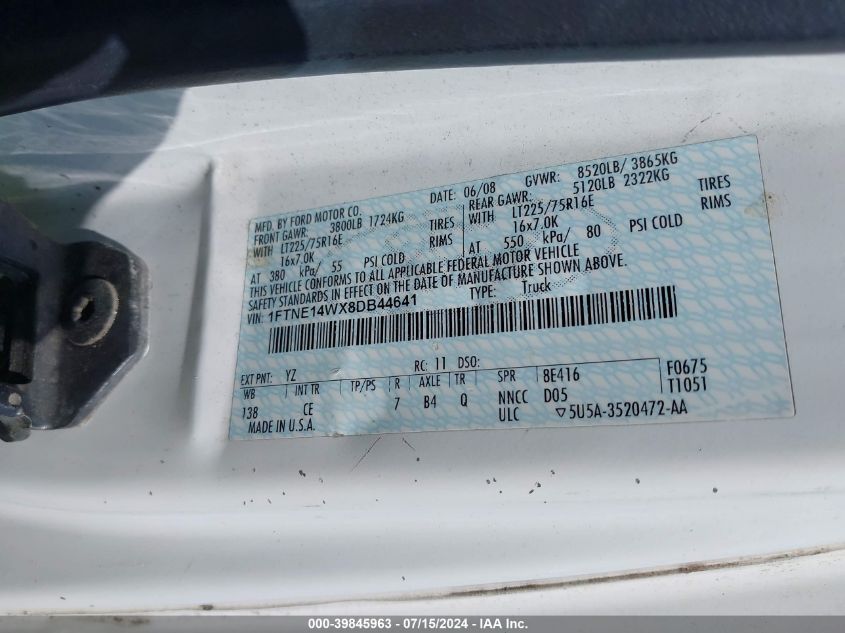 MFD. BY FORD MOTOR CO.
DATE: 06/08 GVWR: 8520LB/ 3865KG
FRONT GAWR: 3800LB 1724KG
REAR GAWR: 5120LB 2322KG
WITH LT225/75R16E TIRES
WITH LT225/75R16E TIRES
16x7.0K RIMS
16x7.0K RIMS
AT 380 kPa/ 55 PSI COLD
AT 550 kPa/ 80 PSI COLD
THIS VEHICLE CONFORMS TO ALL APPLICABLE FEDERAL MOTOR VEHICLE
SAFETY STANDARDS IN EFFECT ON THE DATE OF MANUFACTURE SHOWN ABOVE.
VIN: 1FTNE14WX8DB44641 TYPE: Truck
EXT PNT: YZ RC: 11 DSO:
WB INT TR TP/PS R AXLE TR SPR 8E416 F0675
138 CE 7 B4 Q NNCC D05 T1051
MADE IN U.S.A. ULC ▽5U5A-3520472-AA
000-39845963 - 07/15/2024 - IAA Inc.